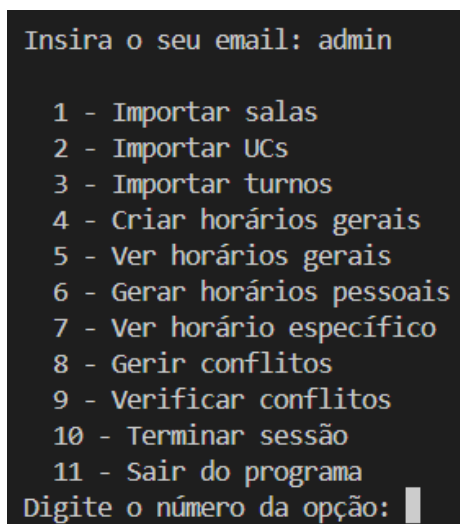 Insira o seu email: admin
1 - Importar salas
2 - Importar UCs
3 - Importar turnos
4 - Criar horários gerais
5 - Ver horários gerais
6 - Gerar horários pessoais
7 - Ver horário específico
8 - Gerir conflitos
9 - Verificar conflitos
10 - Terminar sessão
11 - Sair do programa
Digite o número da opção: